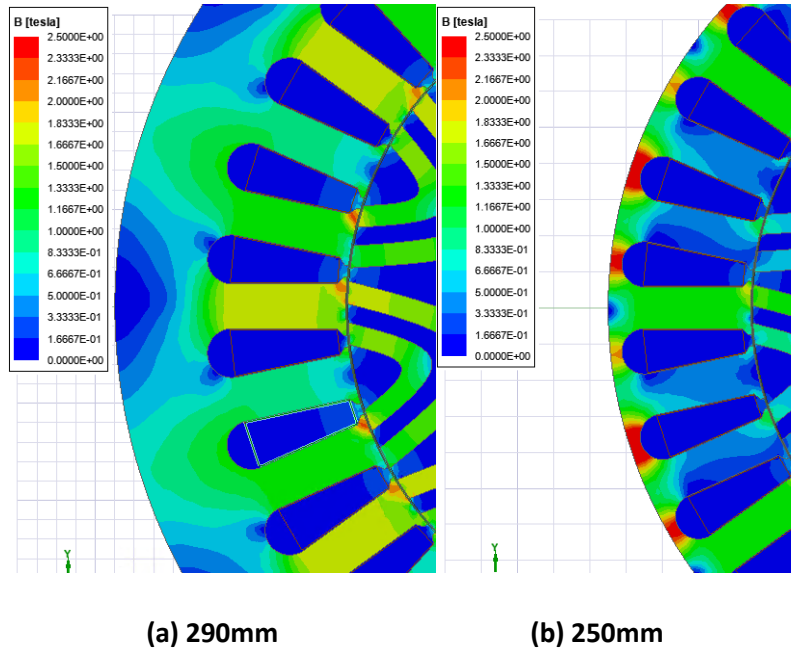 B [tesla]
2.5000E+00
2.3333E+00
2.1667E+00
2.0000E+00
1.8333E+00
1.6667E+00
1.5000E+00
1.3333E+00
1.1667E+00
1.0000E+00
8.3333E-01
6.6667E-01
5.0000E-01
3.3333E-01
1.6667E-01
0.0000E+00
Y
(a) 290mm
B [tesla]
2.5000E+00
2.3333E+00
2.1667E+00
2.0000E+00
1.8333E+00
1.6667E+00
1.5000E+00
1.3333E+00
1.1667E+00
1.0000E+00
8.3333E-01
6.6667E-01
5.0000E-01
3.3333E-01
1.6667E-01
0.0000E+00
Y
(b) 250mm